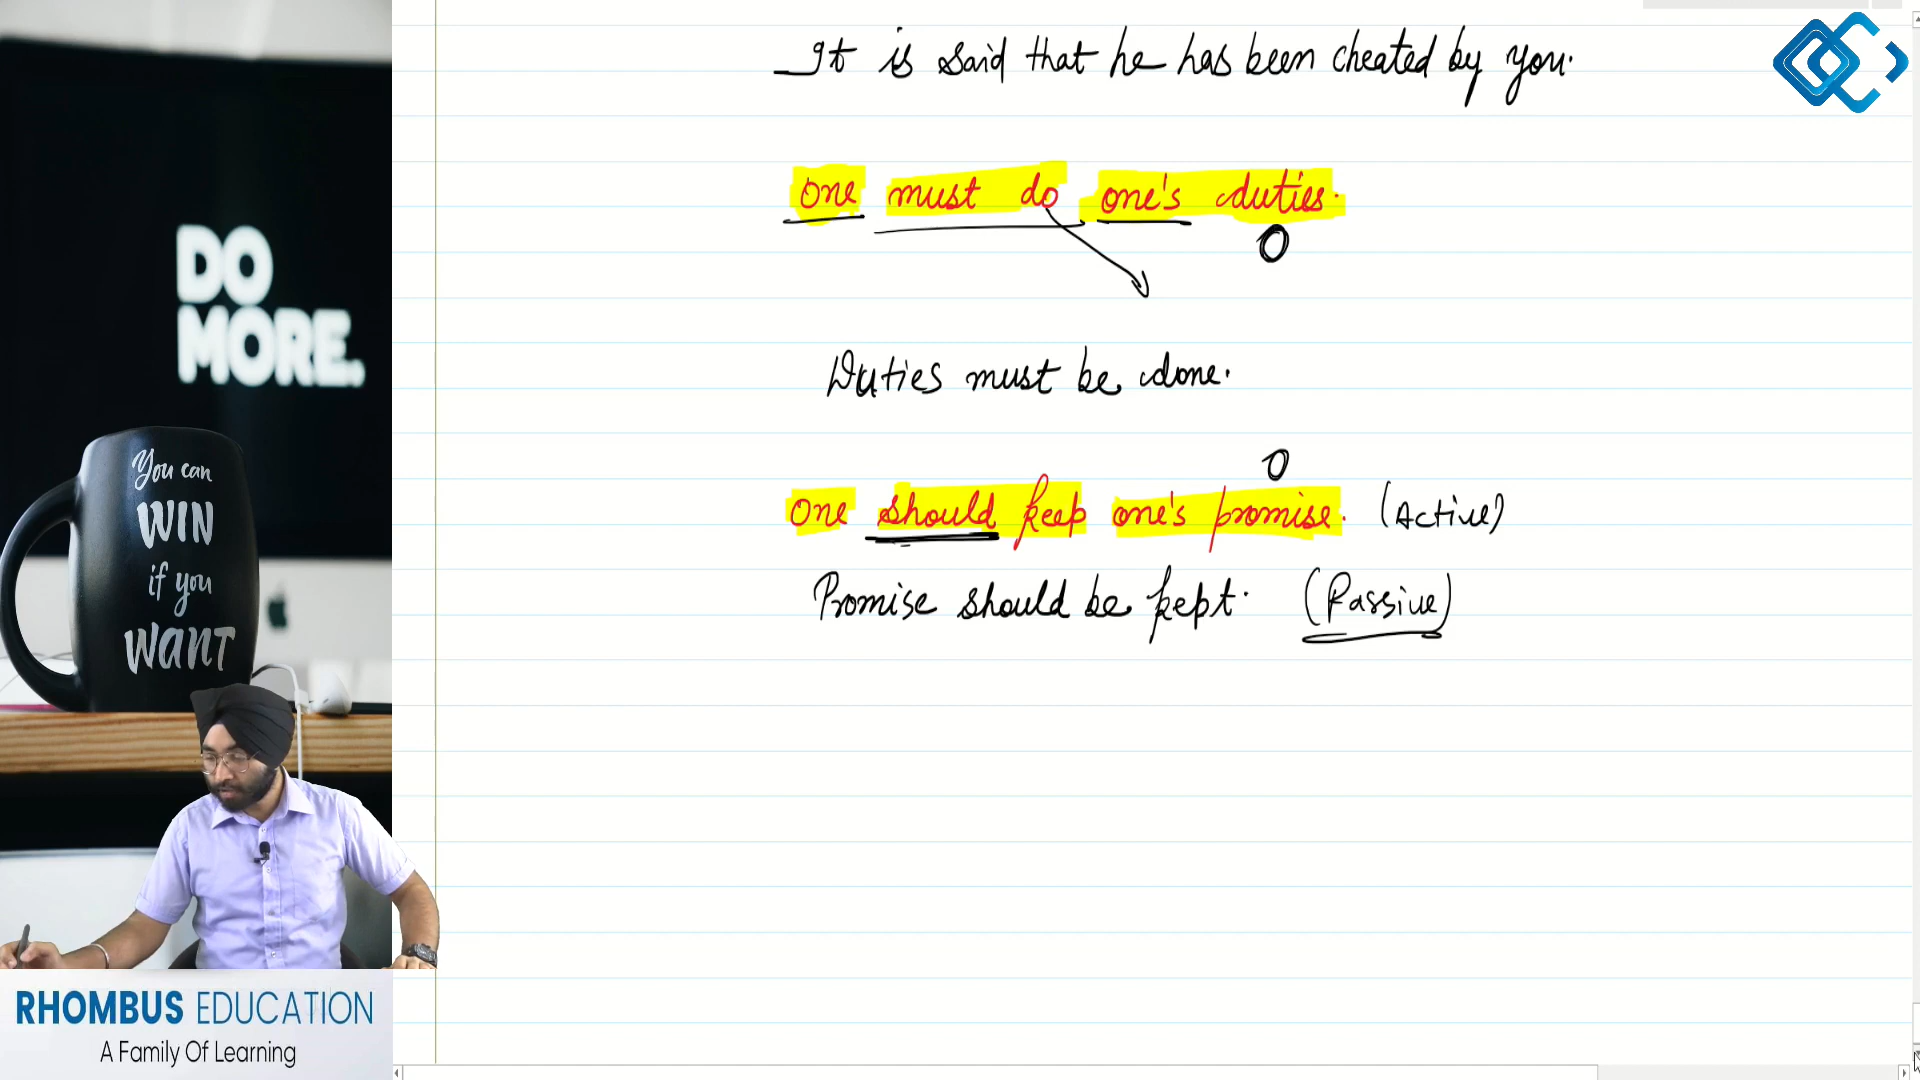 It is said that he has been cheated by you.
one must do one's duties.
O
Duties must be done.
O
One should keep one's promise. (Active)
Promise should be kept. (Passive)
DO
MORE.
You can
WIN
if you
WANT
RHOMBUS EDUCATION
A Family Of Learning